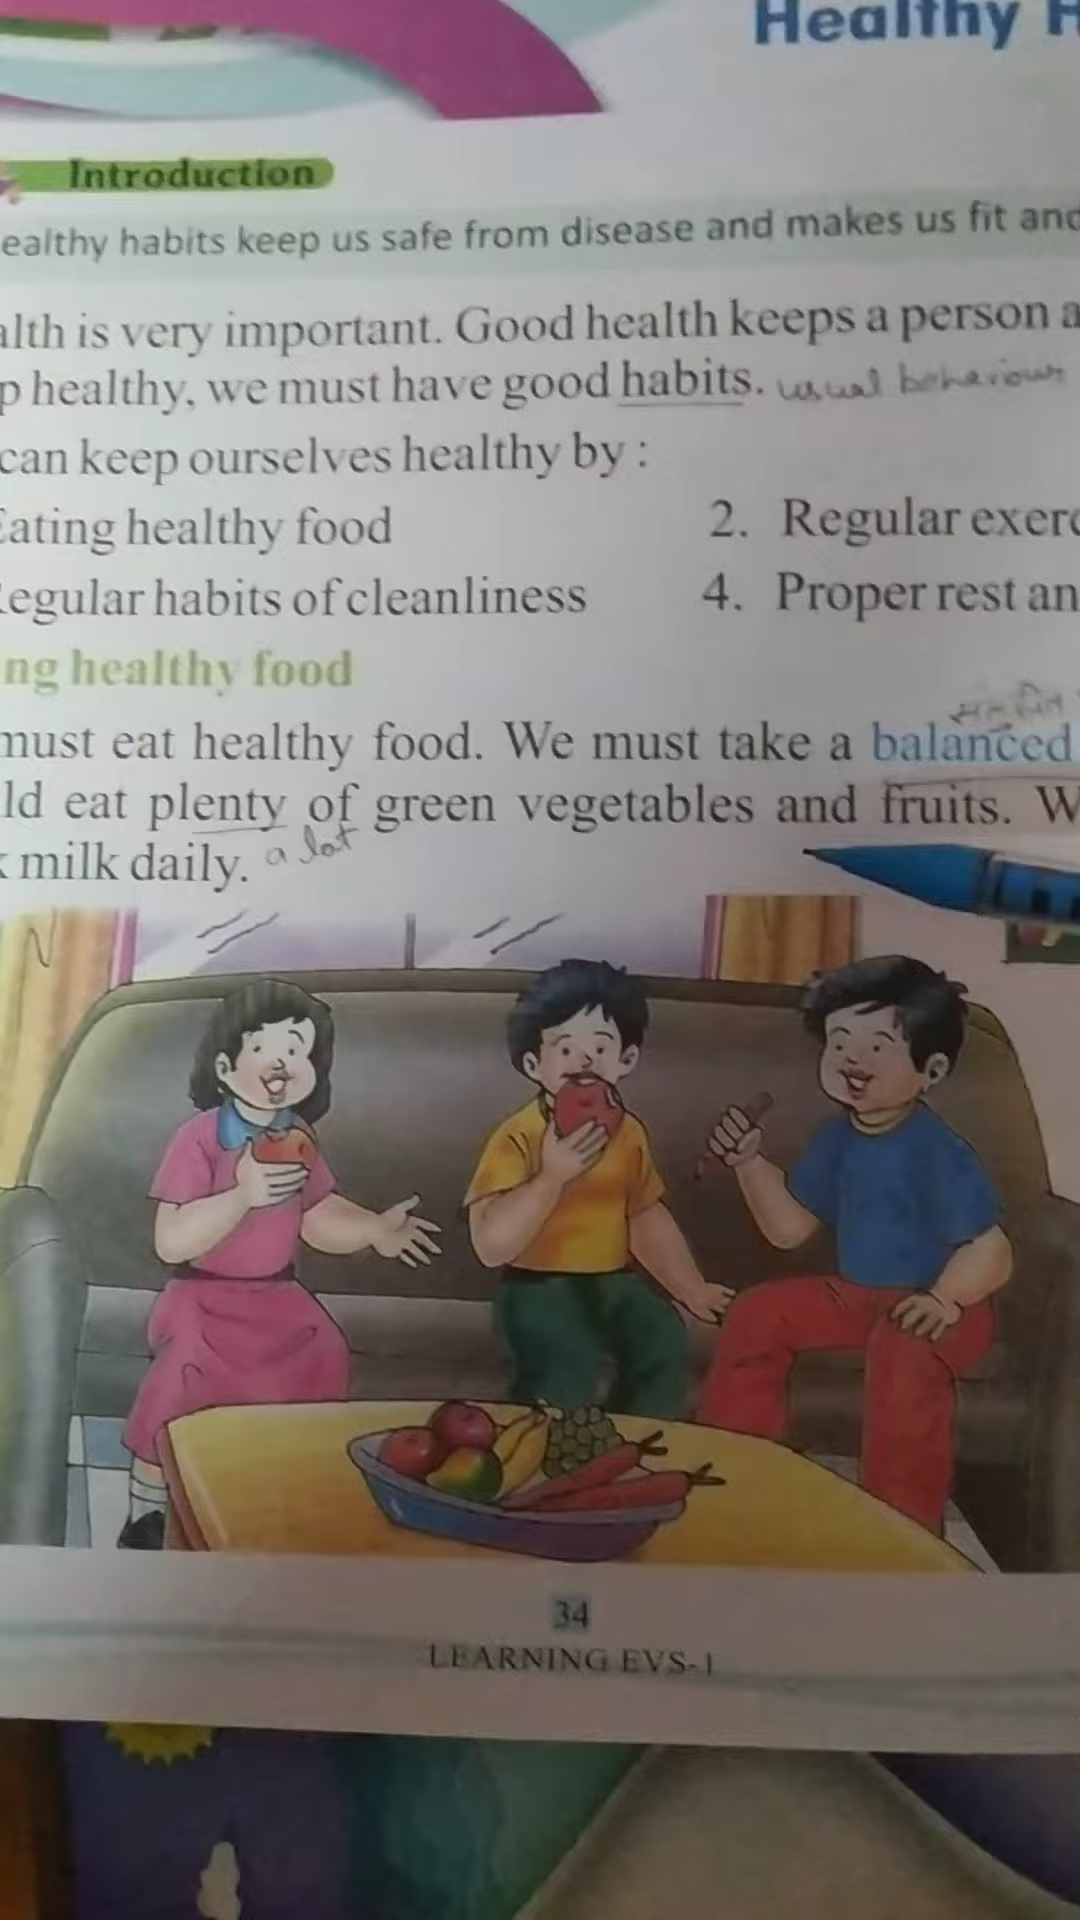 Healthy H
Introduction
ealthy habits keep us safe from disease and makes us fit and
alth is very important. Good health keeps a person a
p healthy, we must have good habits. usual behaviour
can keep ourselves healthy by :
Eating healthy food 2. Regular exerc
Regular habits of cleanliness 4. Proper rest an
ng healthy food
must eat healthy food. We must take a balanced
ld eat plenty of green vegetables and fruits. W
k milk daily. a lot
34
LEARNING EVS-1